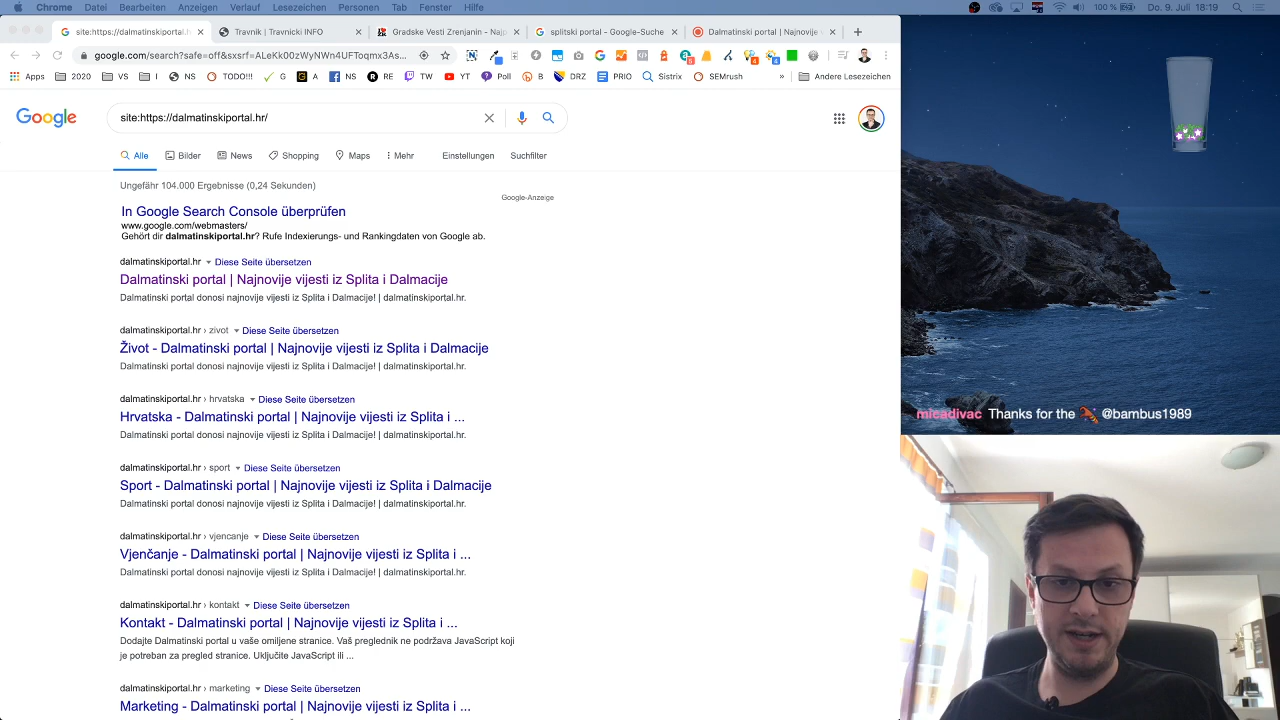 Chrome Datei Bearbeiten Anzeigen Verlauf Lesezeichen Personen Tab Fenster Hilfe 100 % Do. 9. Juli 18:19
site:https://dalmatinskiportal.h Travnik | Travnički INFO Gradske Vesti Zrenjanin - Naj splitski portal - Google-Suche Dalmatinski portal | Najnovije v
google.com/search?safe=off&sxsrf=ALeKk00zWyNWn4UFToqmx3As...
Apps 2020 VS I NS TODO!!! G A NS RE TW YT Poll B DRZ PRIO Sistrix SEmrush » Andere Lesezeichen
Google site:https://dalmatinskiportal.hr/
Alle Bilder News Shopping Maps Mehr Einstellungen Suchfilter
Ungefähr 104.000 Ergebnisse (0,24 Sekunden)
Google-Anzeige
In Google Search Console überprüfen
www.google.com/webmasters/
Gehört dir dalmatinskiportal.hr? Rufe Indexierungs- und Rankingdaten von Google ab.
dalmatinskiportal.hr Diese Seite übersetzen
Dalmatinski portal | Najnovije vijesti iz Splita i Dalmacije
Dalmatinski portal donosi najnovije vijesti iz Splita i Dalmacije! | dalmatinskiportal.hr.
dalmatinskiportal.hr › zivot Diese Seite übersetzen
Život - Dalmatinski portal | Najnovije vijesti iz Splita i Dalmacije
Dalmatinski portal donosi najnovije vijesti iz Splita i Dalmacije! | dalmatinskiportal.hr.
dalmatinskiportal.hr › hrvatska Diese Seite übersetzen
Hrvatska - Dalmatinski portal | Najnovije vijesti iz Splita i ...
Dalmatinski portal donosi najnovije vijesti iz Splita i Dalmacije! | dalmatinskiportal.hr.
dalmatinskiportal.hr › sport Diese Seite übersetzen
Sport - Dalmatinski portal | Najnovije vijesti iz Splita i Dalmacije
Dalmatinski portal donosi najnovije vijesti iz Splita i Dalmacije! | dalmatinskiportal.hr.
dalmatinskiportal.hr › vjencanje Diese Seite übersetzen
Vjenčanje - Dalmatinski portal | Najnovije vijesti iz Splita i ...
Dalmatinski portal donosi najnovije vijesti iz Splita i Dalmacije! | dalmatinskiportal.hr.
dalmatinskiportal.hr › kontakt Diese Seite übersetzen
Kontakt - Dalmatinski portal | Najnovije vijesti iz Splita i ...
Dodajte Dalmatinski portal u vaše omiljene stranice. Vaš preglednik ne podržava JavaScript koji
je potreban za pregled stranice. Uključite JavaScript ili ...
dalmatinskiportal.hr › marketing Diese Seite übersetzen
Marketing - Dalmatinski portal | Najnovije vijesti iz Splita i ...
micadivac Thanks for the @bambus1989